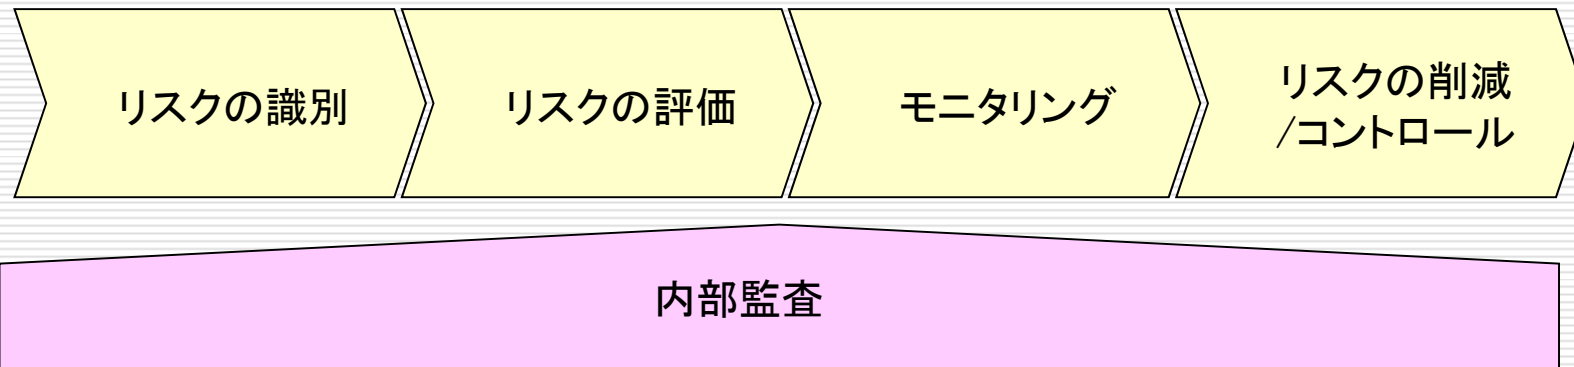 リスクの識別
リスクの評価
モニタリング
リスクの削減
/コントロール
内部監査